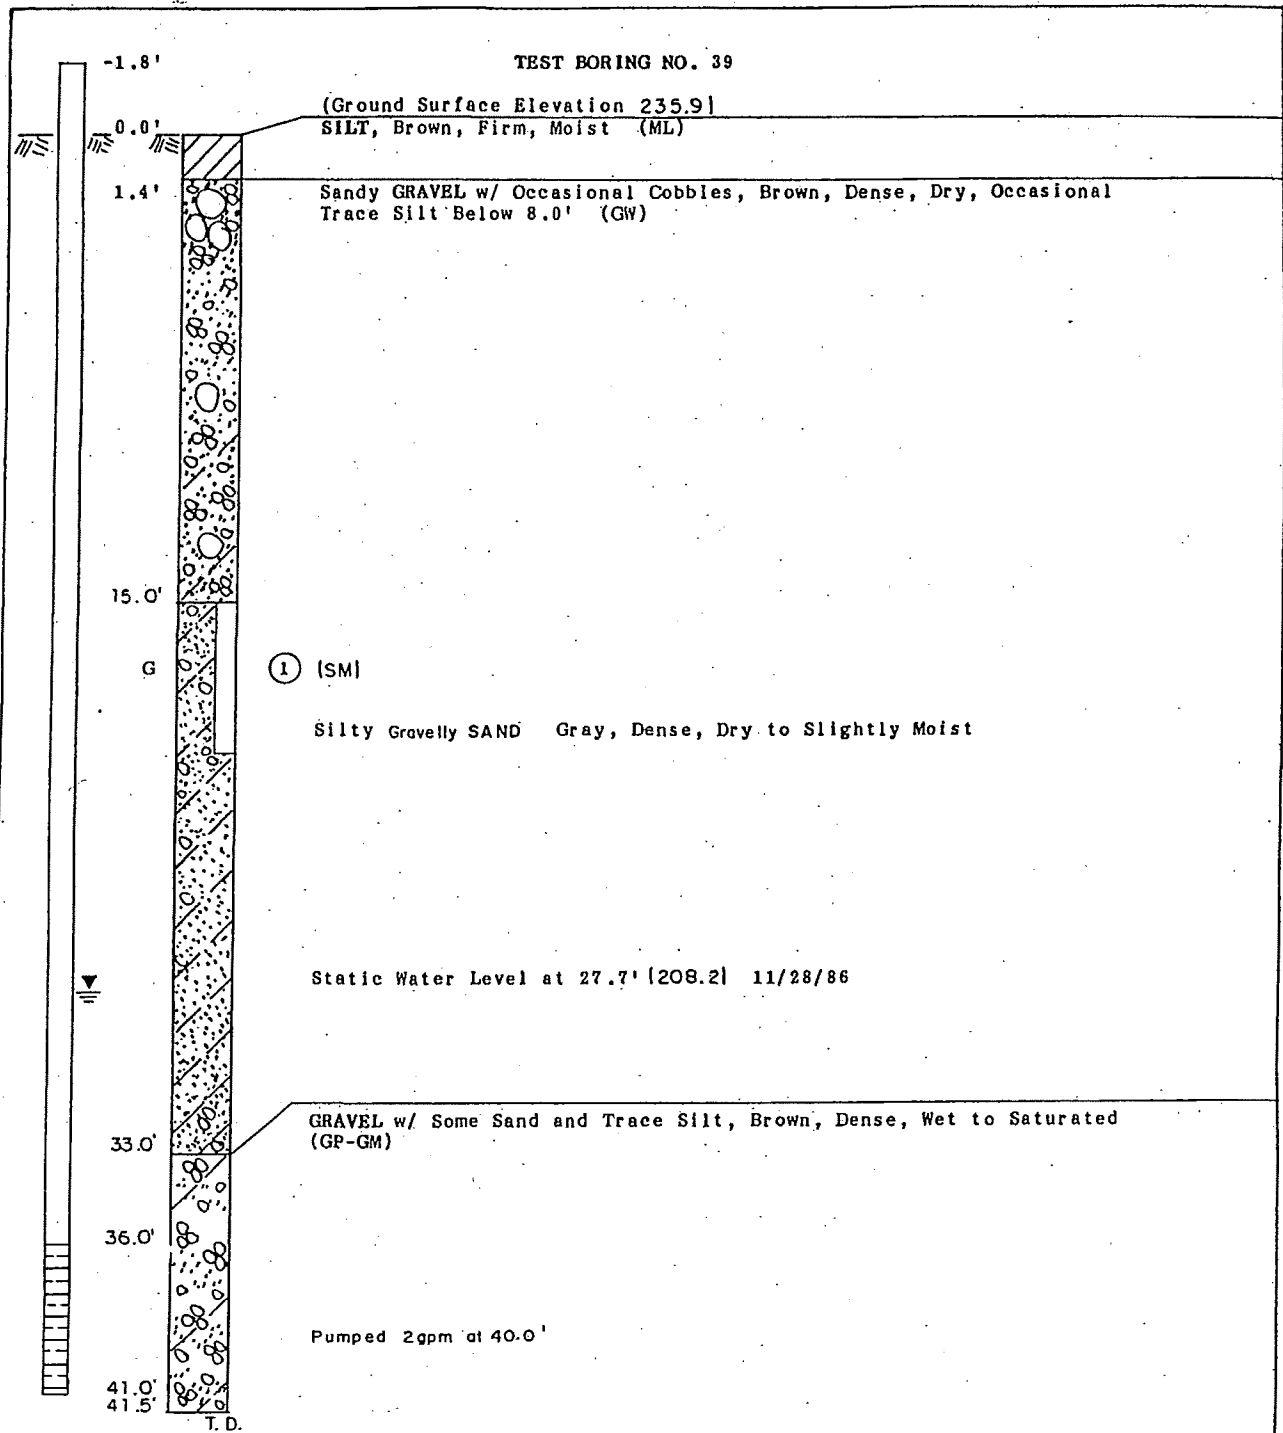 TEST BORING NO. 39
-1.8'
(Ground Surface Elevation 235.9)
0.0'
SILT, Brown, Firm, Moist (ML)
1.4'
Sandy GRAVEL w/ Occasional Cobbles, Brown, Dense, Dry, Occasional
Trace Silt Below 8.0' (GW)
15.0'
G
1 (SM)
Silty Gravelly SAND Gray, Dense, Dry to Slightly Moist
Static Water Level at 27.7' (208.2) 11/28/86
GRAVEL w/ Some Sand and Trace Silt, Brown, Dense, Wet to Saturated
(GP-GM)
33.0'
36.0'
Pumped 2gpm at 40.0'
41.0'
41.5'
T.D.